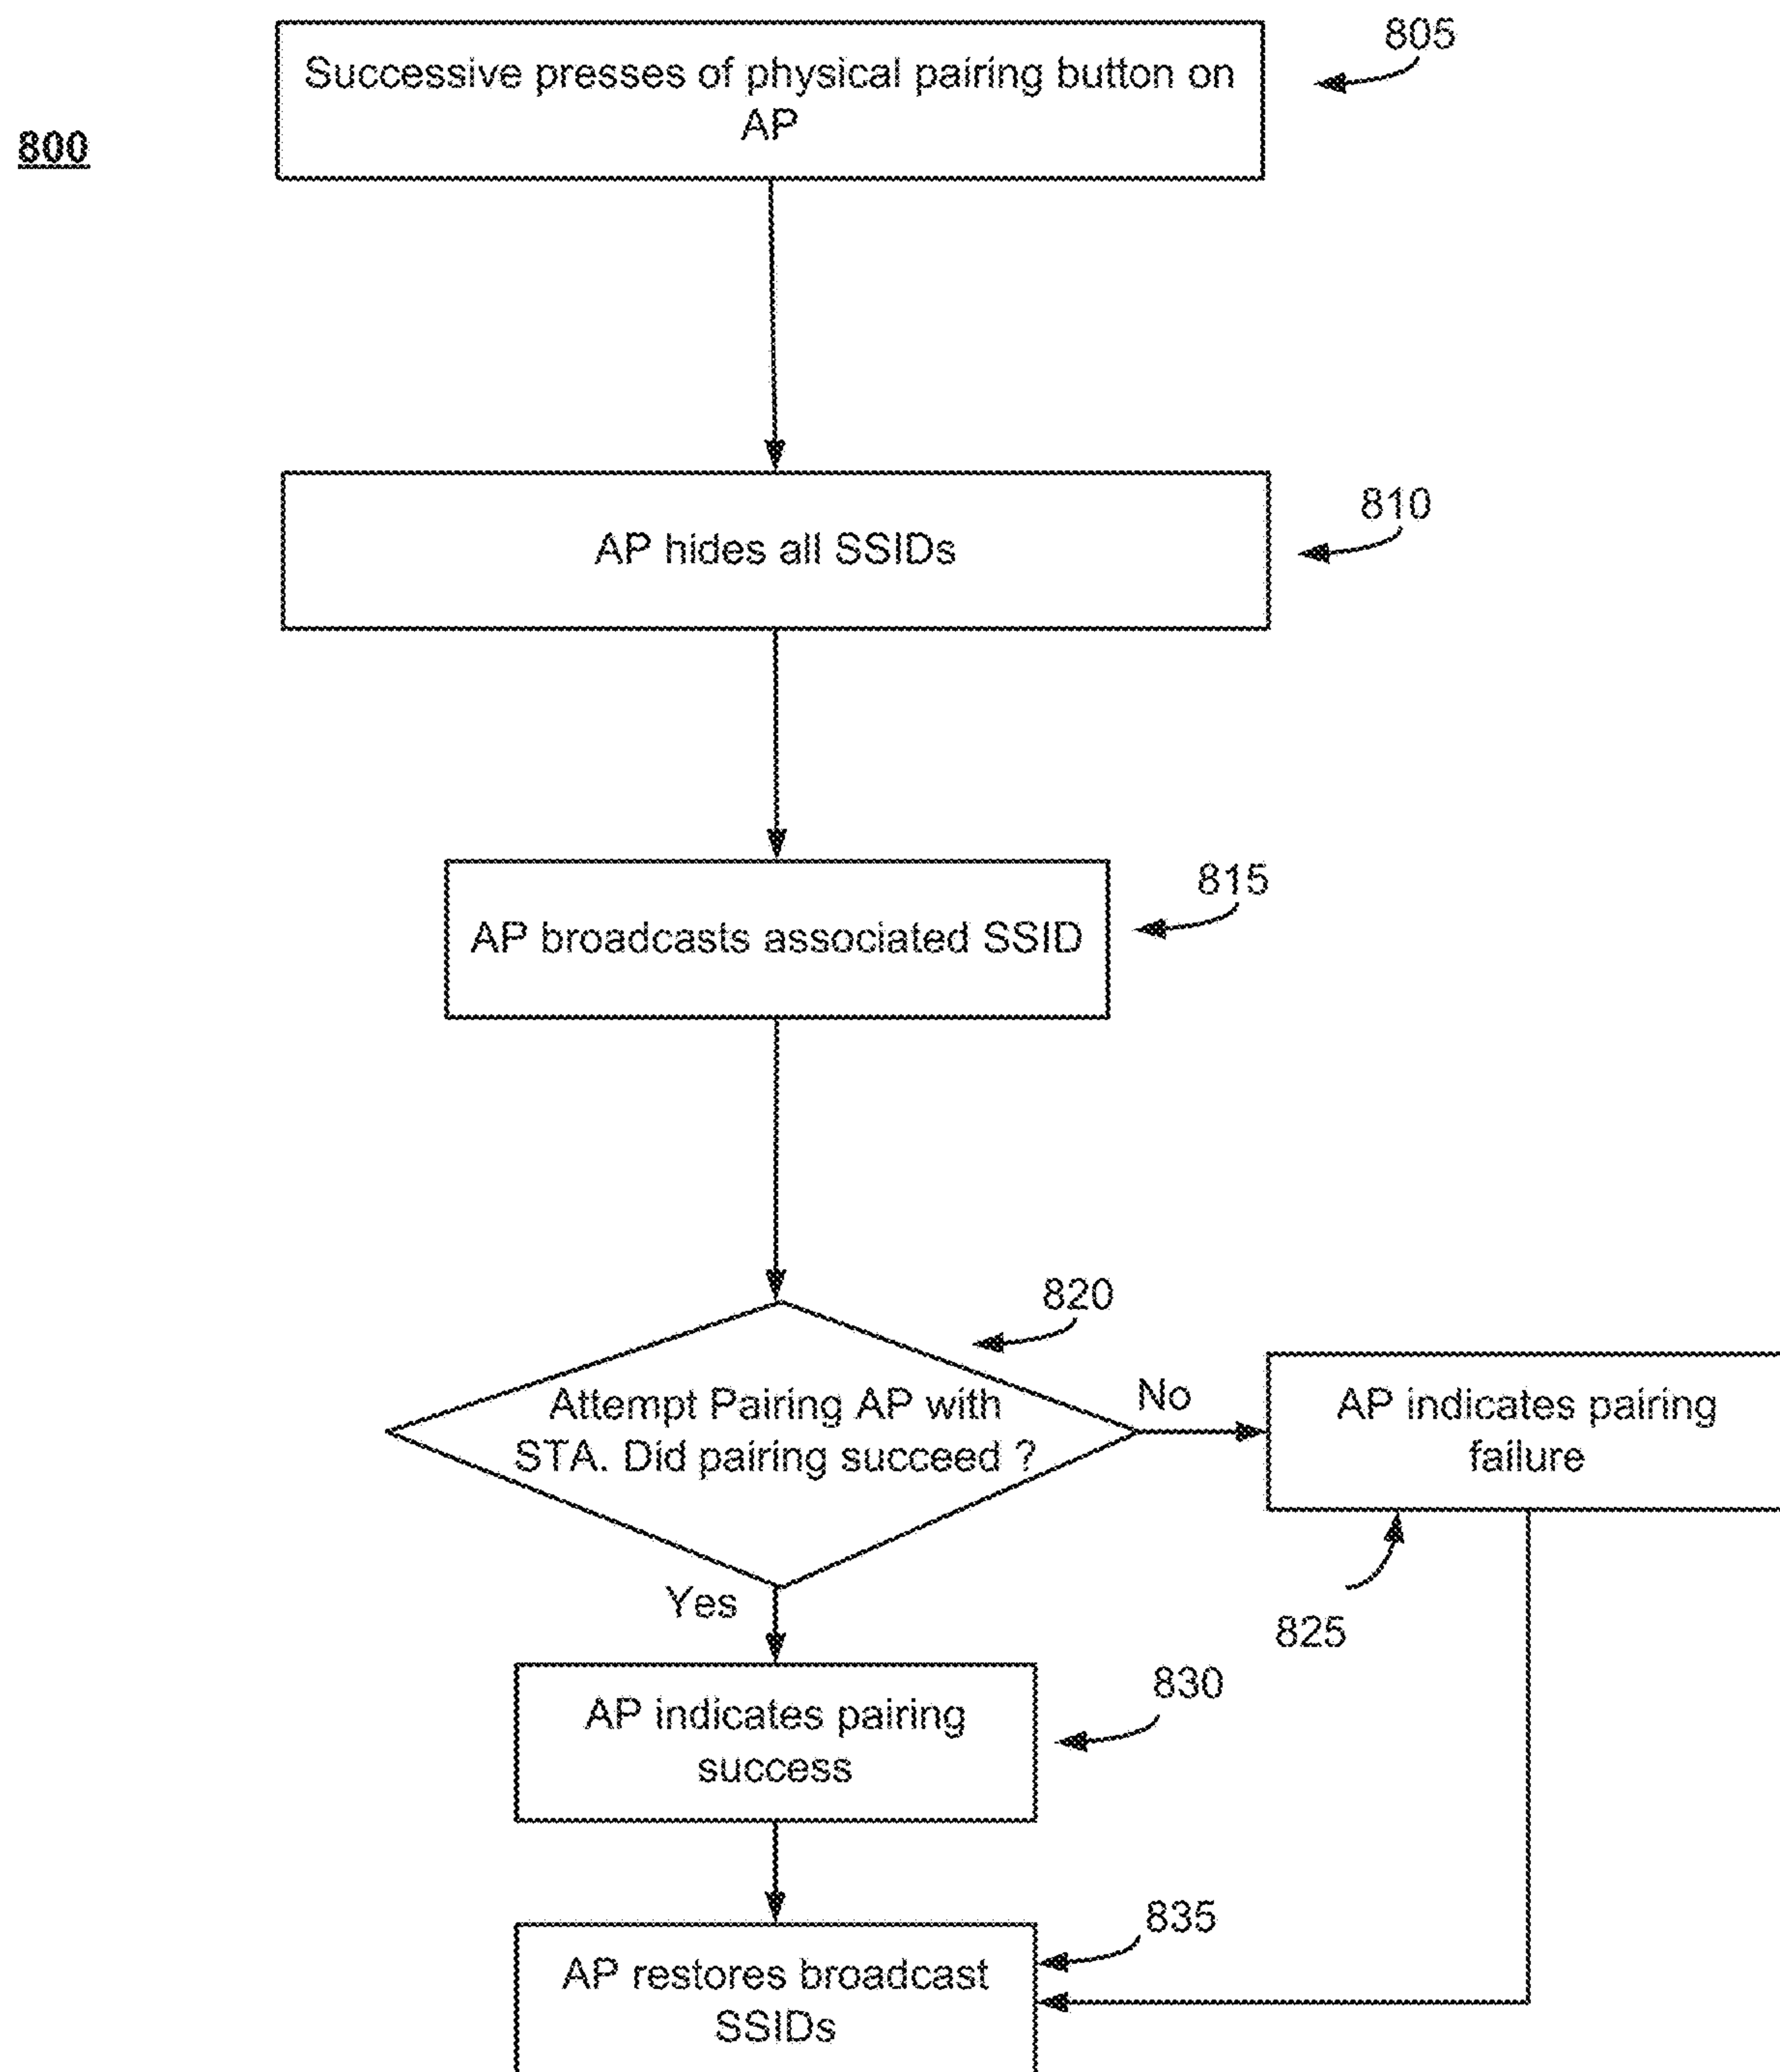 805
Successive presses of physical pairing button on
AP
800
810
AP hides all SSIDs
815
AP broadcasts associated SSID
820
Attempt Pairing AP with
STA. Did pairing succeed ?
No
AP indicates pairing
failure
825
Yes
830
AP indicates pairing
success
835
AP restores broadcast
SSIDs